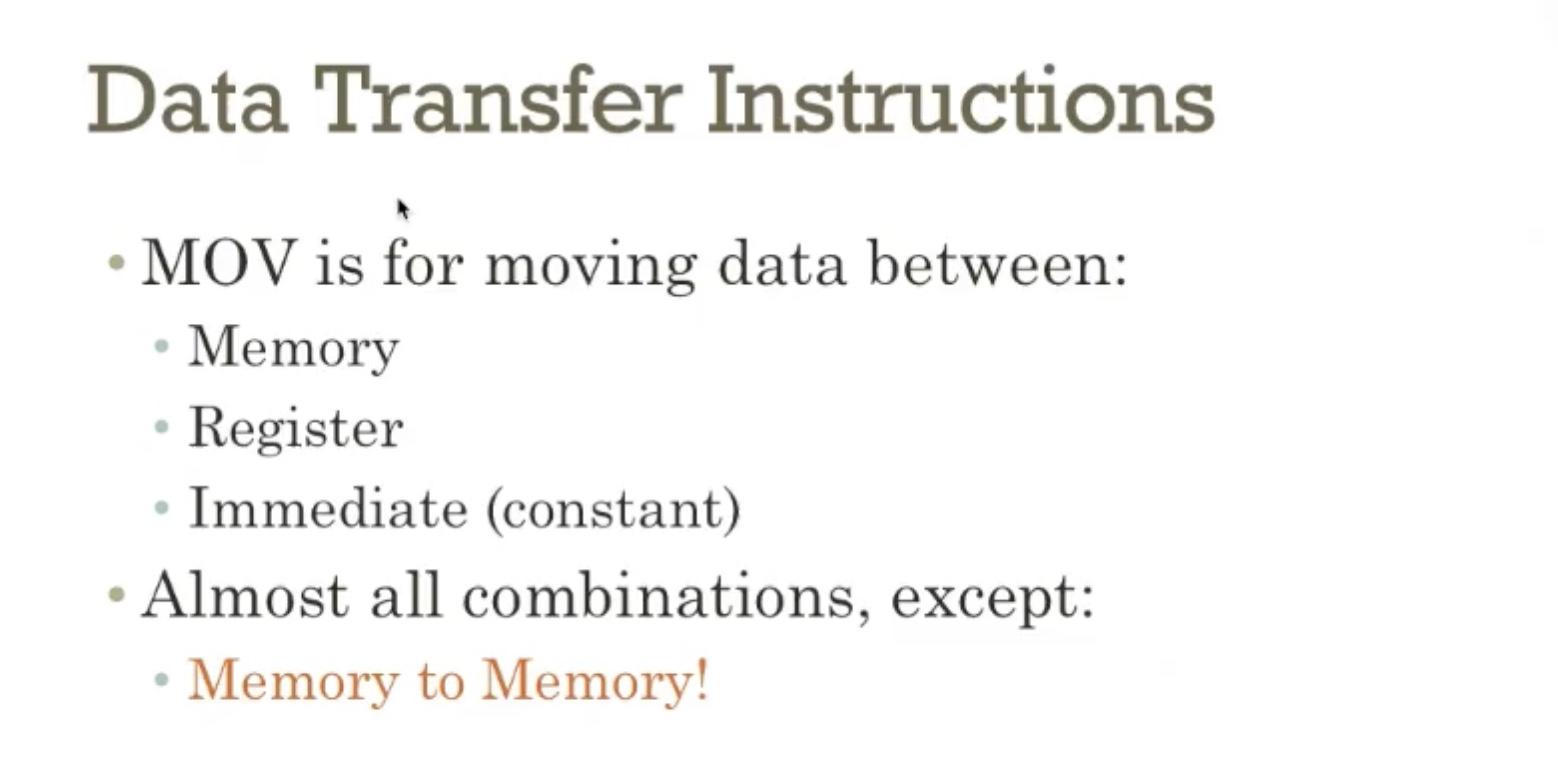 Data Transfer Instructions
• MOV is for moving data between:
• Memory
• Register
• Immediate (constant)
• Almost all combinations, except:
• Memory to Memory!